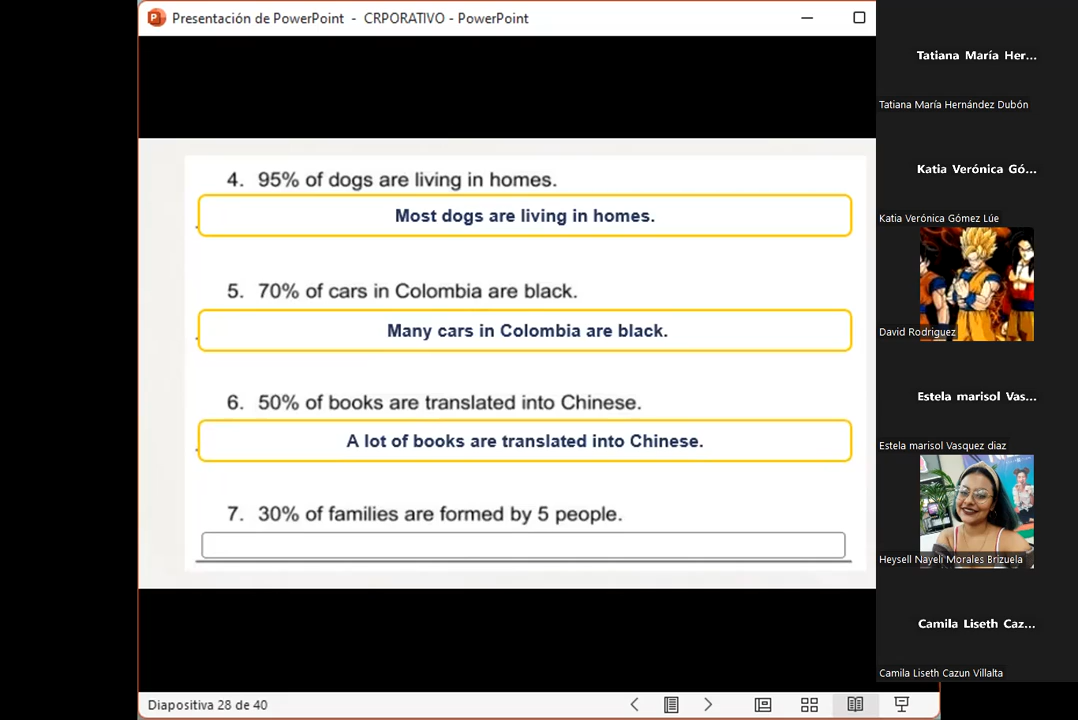 Presentación de PowerPoint - CRPORATIVO - PowerPoint
4. 95% of dogs are living in homes.
Most dogs are living in homes.
5. 70% of cars in Colombia are black.
Many cars in Colombia are black.
6. 50% of books are translated into Chinese.
A lot of books are translated into Chinese.
7. 30% of families are formed by 5 people.
Diapositiva 28 de 40
Tatiana María Her...
Tatiana María Hernández Dubón
Katia Verónica Gó...
Katia Verónica Gómez Lúe
David Rodriguez
Estela marisol Vas...
Estela marisol Vasquez diaz
Heysell Nayeli Morales Brizuela
Camila Liseth Caz...
Camila Liseth Cazun Villalta